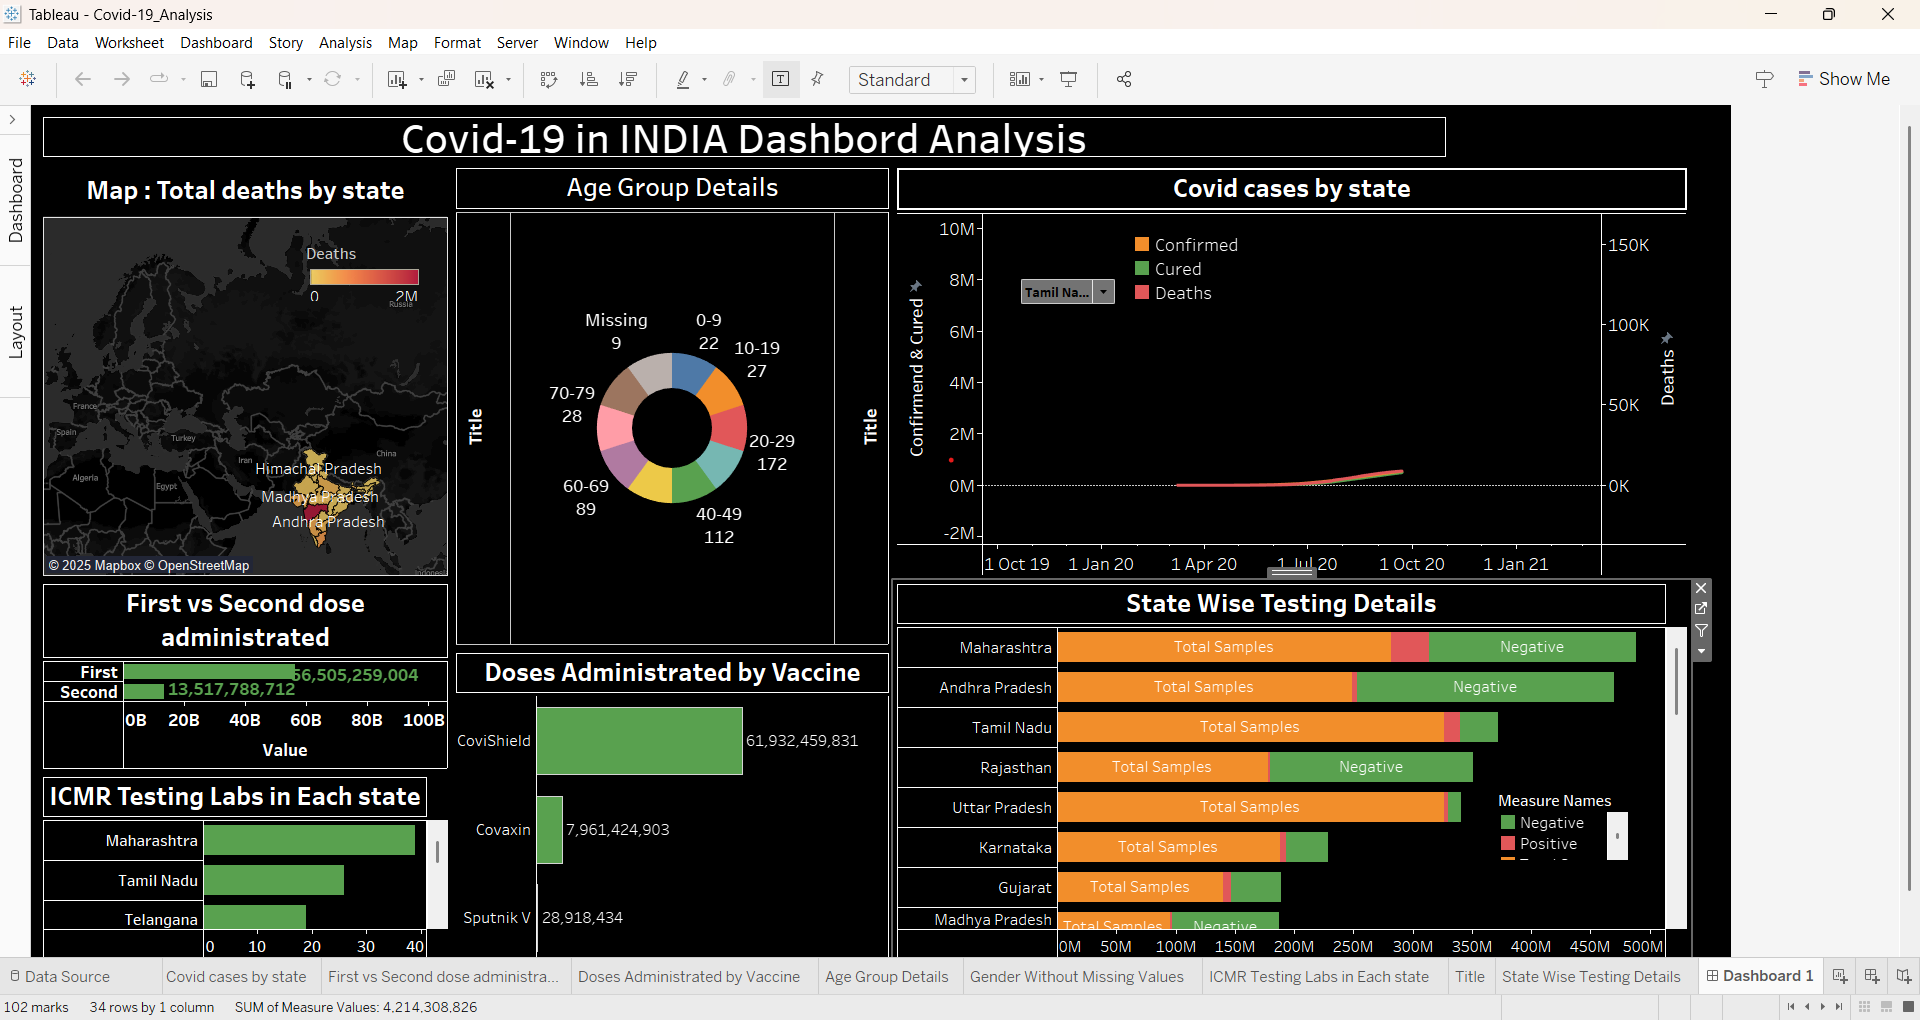 Tableau - Covid-19_Analysis
File Data Worksheet Dashboard Story Analysis Map Format Server Window Help
Standard
Show Me
Dashboard
Layout
Covid-19 in INDIA Dashbord Analysis
Map : Total deaths by state
Deaths
0 2M
Russia
France
Spain
Turkey
Iran
China
Algeria
Egypt
Himachal Pradesh
Madhya Pradesh
Andhra Pradesh
Indonesia
© 2025 Mapbox © OpenStreetMap
Age Group Details
Title
Title
Missing
9
0-9
22
10-19
27
70-79
28
20-29
172
60-69
89
40-49
112
Covid cases by state
Confirmend & Cured
10M
8M
6M
4M
2M
0M
-2M
Tamil Na...
Confirmed
Cured
Deaths
150K
100K
50K
0K
Deaths
1 Oct 19 1 Jan 20 1 Apr 20 1 Jul 20 1 Oct 20 1 Jan 21
First vs Second dose
administrated
First 56,505,259,004
Second 13,517,788,712
0B 20B 40B 60B 80B 100B
Value
ICMR Testing Labs in Each state
Maharashtra
Tamil Nadu
Telangana
0 10 20 30 40
Doses Administrated by Vaccine
CoviShield 61,932,459,831
Covaxin 7,961,424,903
Sputnik V 28,918,434
State Wise Testing Details
Maharashtra Total Samples Negative
Andhra Pradesh Total Samples Negative
Tamil Nadu Total Samples
Rajasthan Total Samples Negative
Uttar Pradesh Total Samples
Karnataka Total Samples
Gujarat Total Samples
Madhya Pradesh Total Samples Negative
0M 50M 100M 150M 200M 250M 300M 350M 400M 450M 500M
Measure Names
Negative
Positive
Data Source Covid cases by state First vs Second dose administra... Doses Administrated by Vaccine Age Group Details Gender Without Missing Values ICMR Testing Labs in Each state Title State Wise Testing Details Dashboard 1
102 marks 34 rows by 1 column SUM of Measure Values: 4,214,308,826